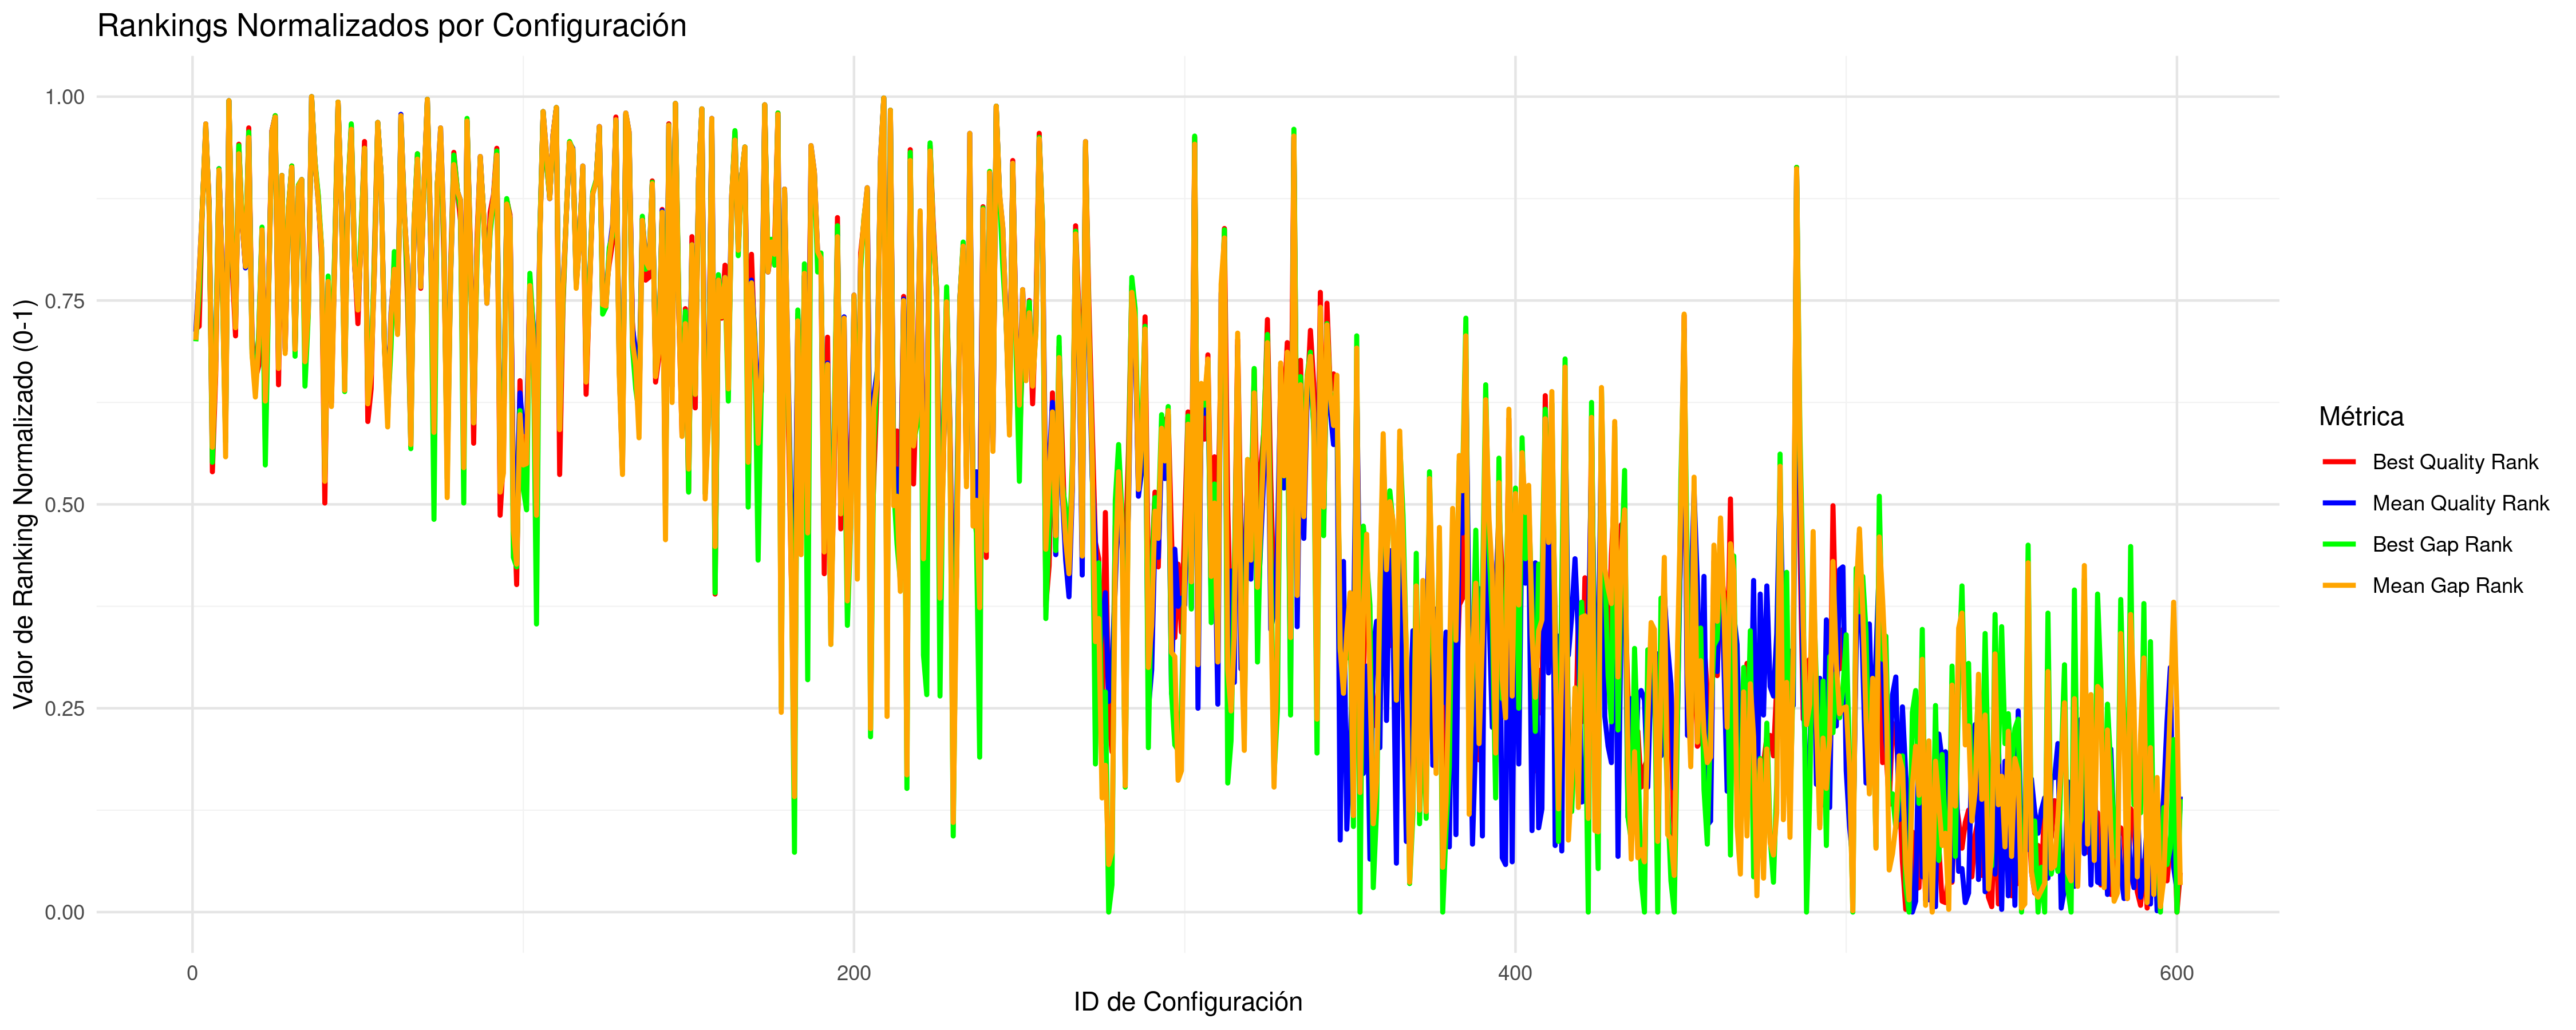 Rankings Normalizados por Configuración
Valor de Ranking Normalizado (0-1)
1.00
0.75
0.50
0.25
0.00
0
200
400
600
ID de Configuración
Métrica
Best Quality Rank
Mean Quality Rank
Best Gap Rank
Mean Gap Rank